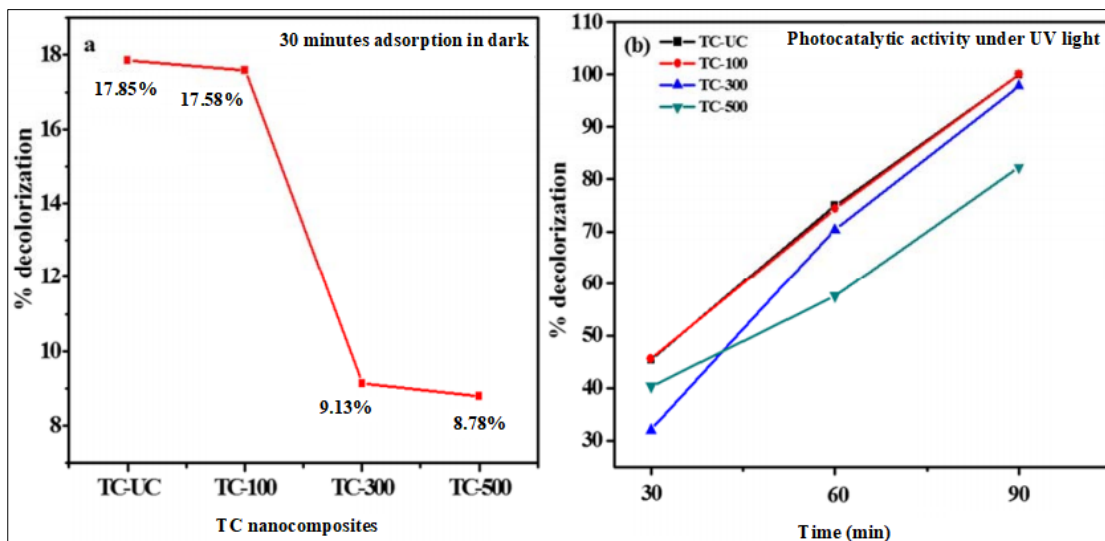 a
30 minutes adsorption in dark
% decolorization
18
16
14
12
10
8
17.85%
17.58%
9.13%
8.78%
TC-UC TC-100 TC-300 TC-500
TC nanocomposites
(b)
Photocatalytic activity under UV light
TC-UC
TC-100
TC-300
TC-500
% decolorization
110
100
90
80
70
60
50
40
30
30 60 90
Time (min)